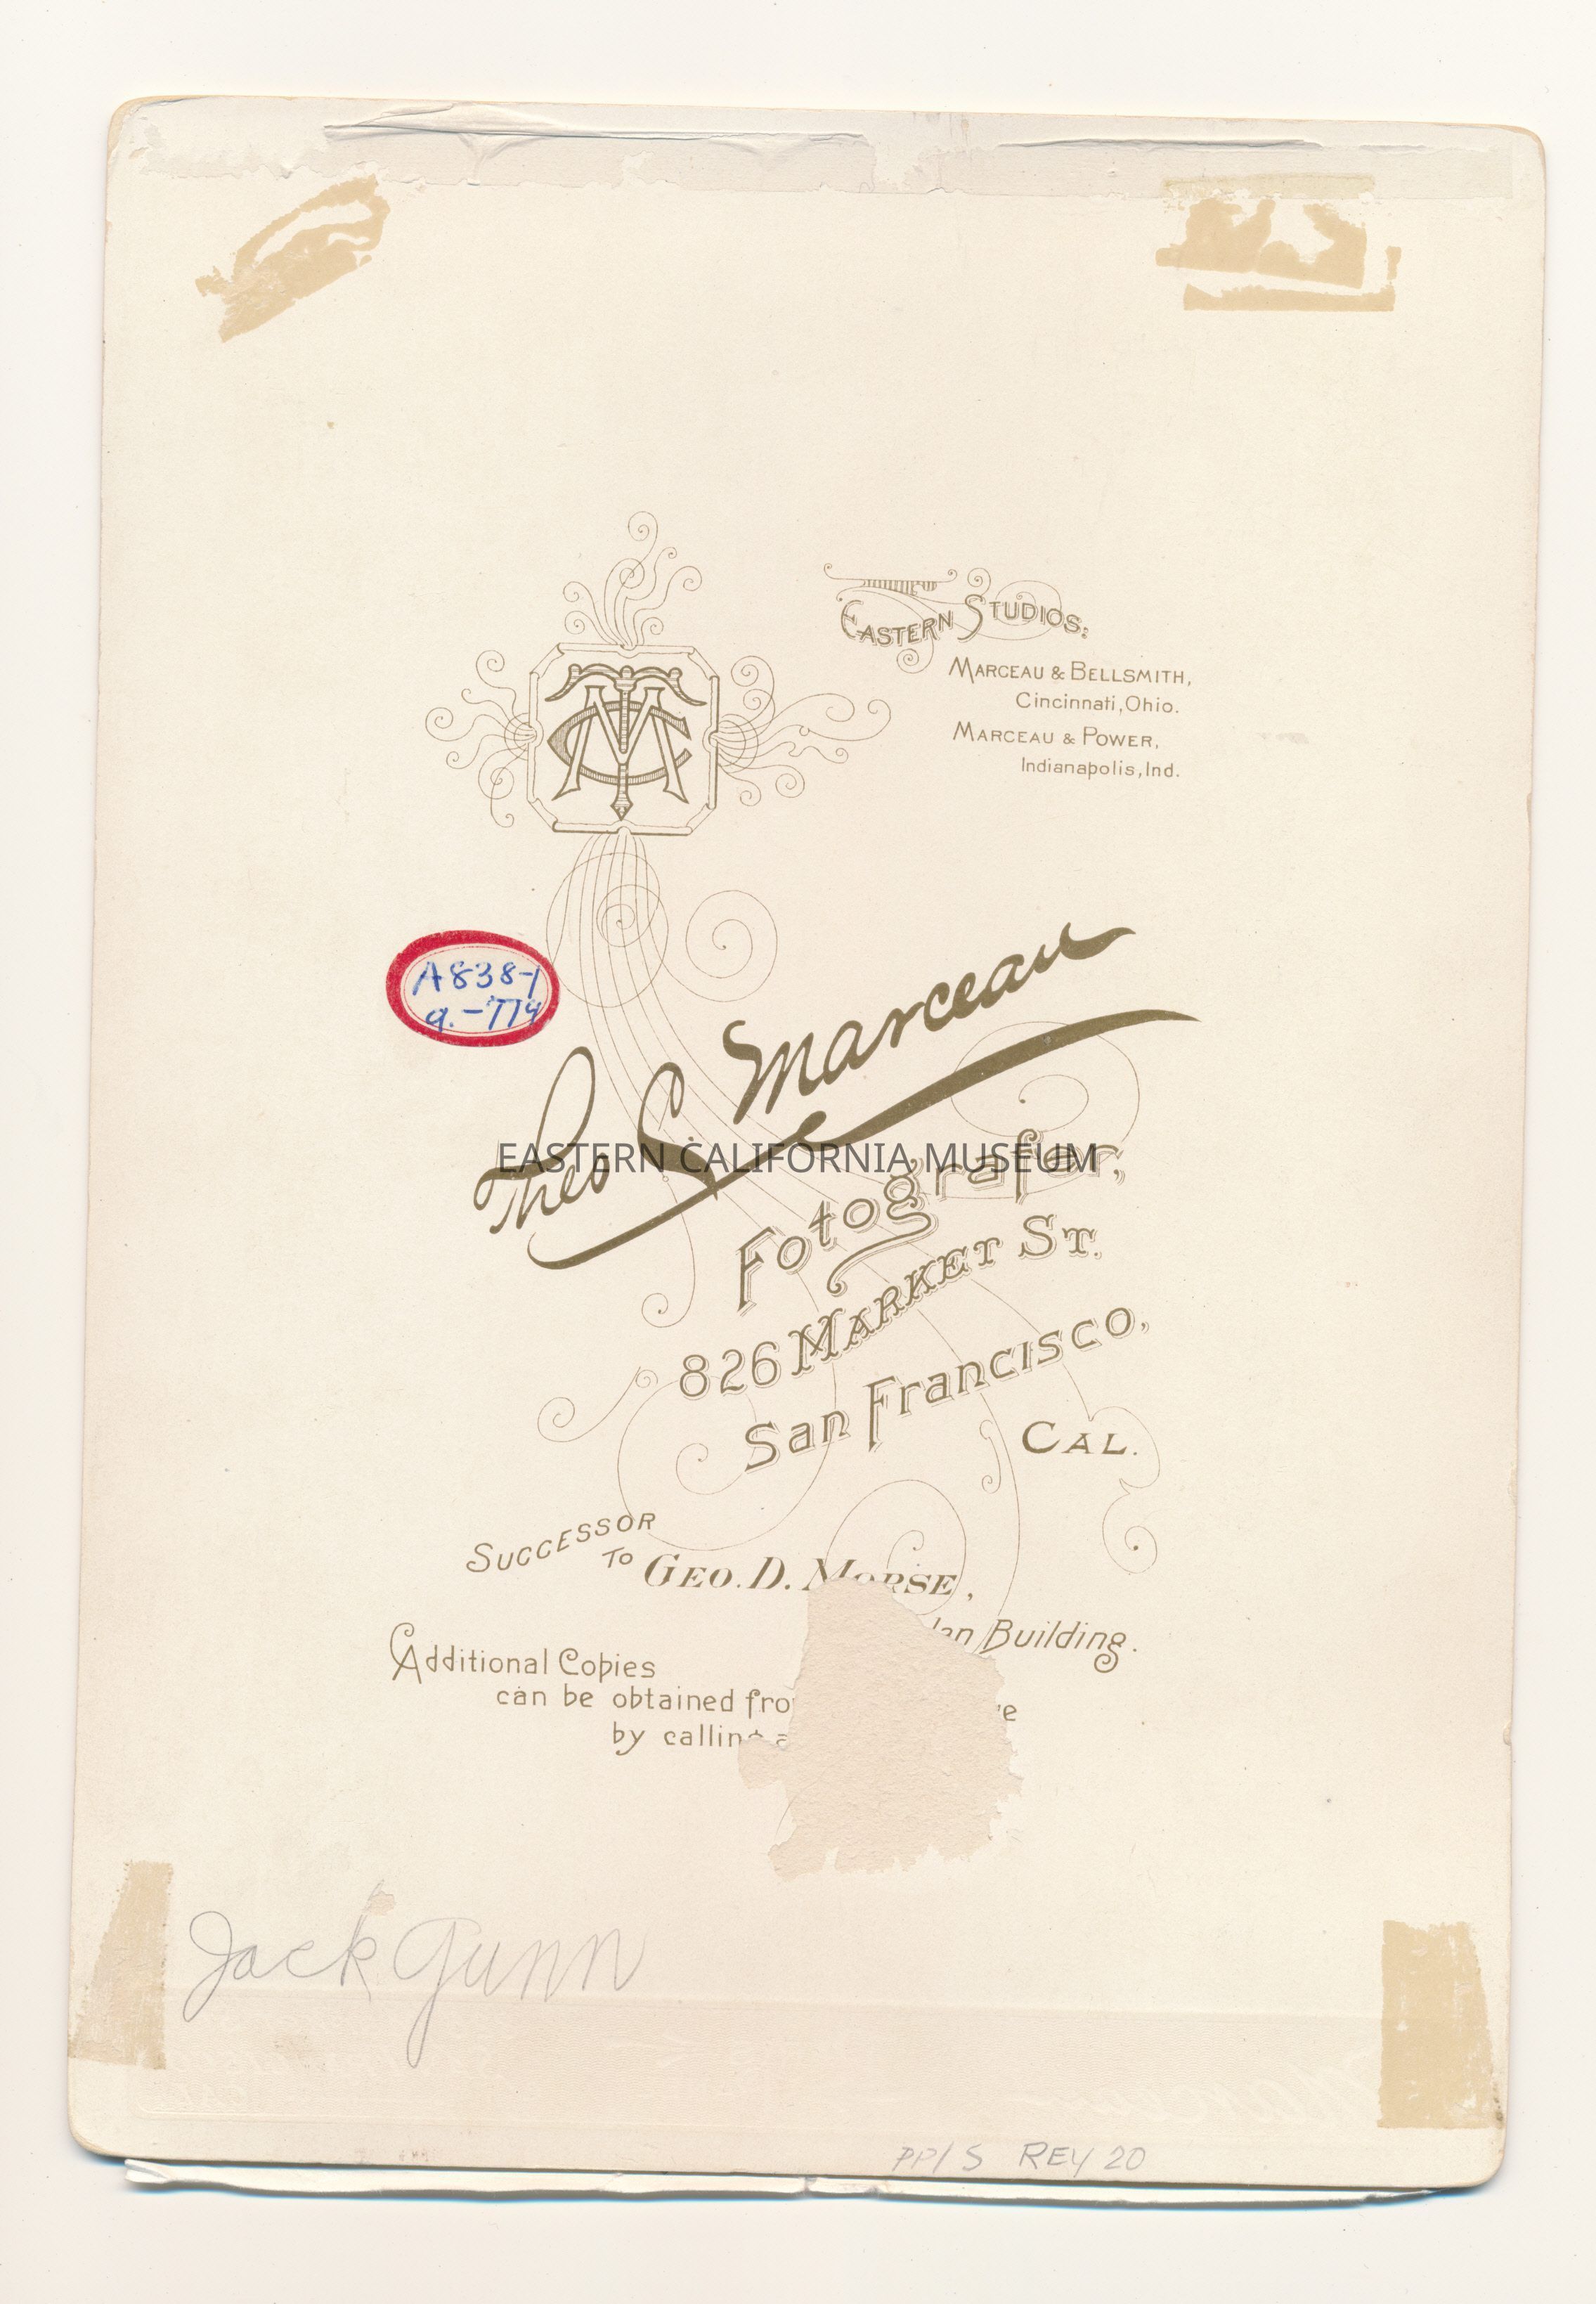 EASTERN STUDIOS:
MARCEAU & BELLSMITH,
Cincinnati, Ohio.
MARCEAU & POWER,
Indianapolis, Ind.
TCM
A838-1
a.-774
Theo C Marceau
EASTERN CALIFORNIA MUSEUM
Fotografer,
826 MARKET ST.
San Francisco,
CAL.
SUCCESSOR
TO GEO. D. MORSE,
Building.
Additional Copies
can be obtained
by
Jack Gunn
PP/S REY 20